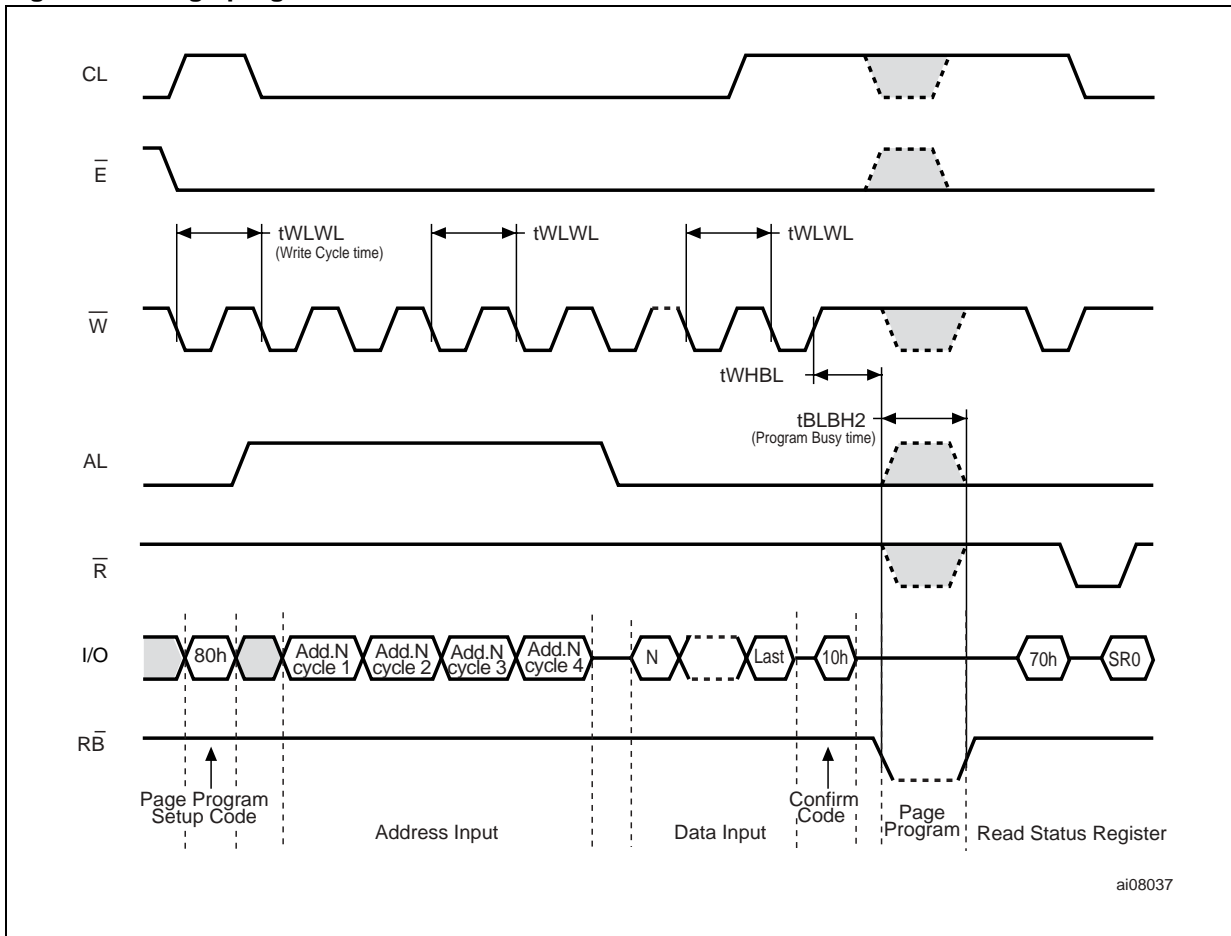 CL
E
tWLWL
(Write Cycle time)
tWLWL
tWLWL
W
tWHBL
tBLBH2
(Program Busy time)
AL
R
I/O
80h
Add.N
cycle 1
Add.N
cycle 2
Add.N
cycle 3
Add.N
cycle 4
N
Last
10h
70h
SR0
RB
Page Program
Setup Code
Address Input
Data Input
Confirm
Code
Page
Program
Read Status Register
ai08037